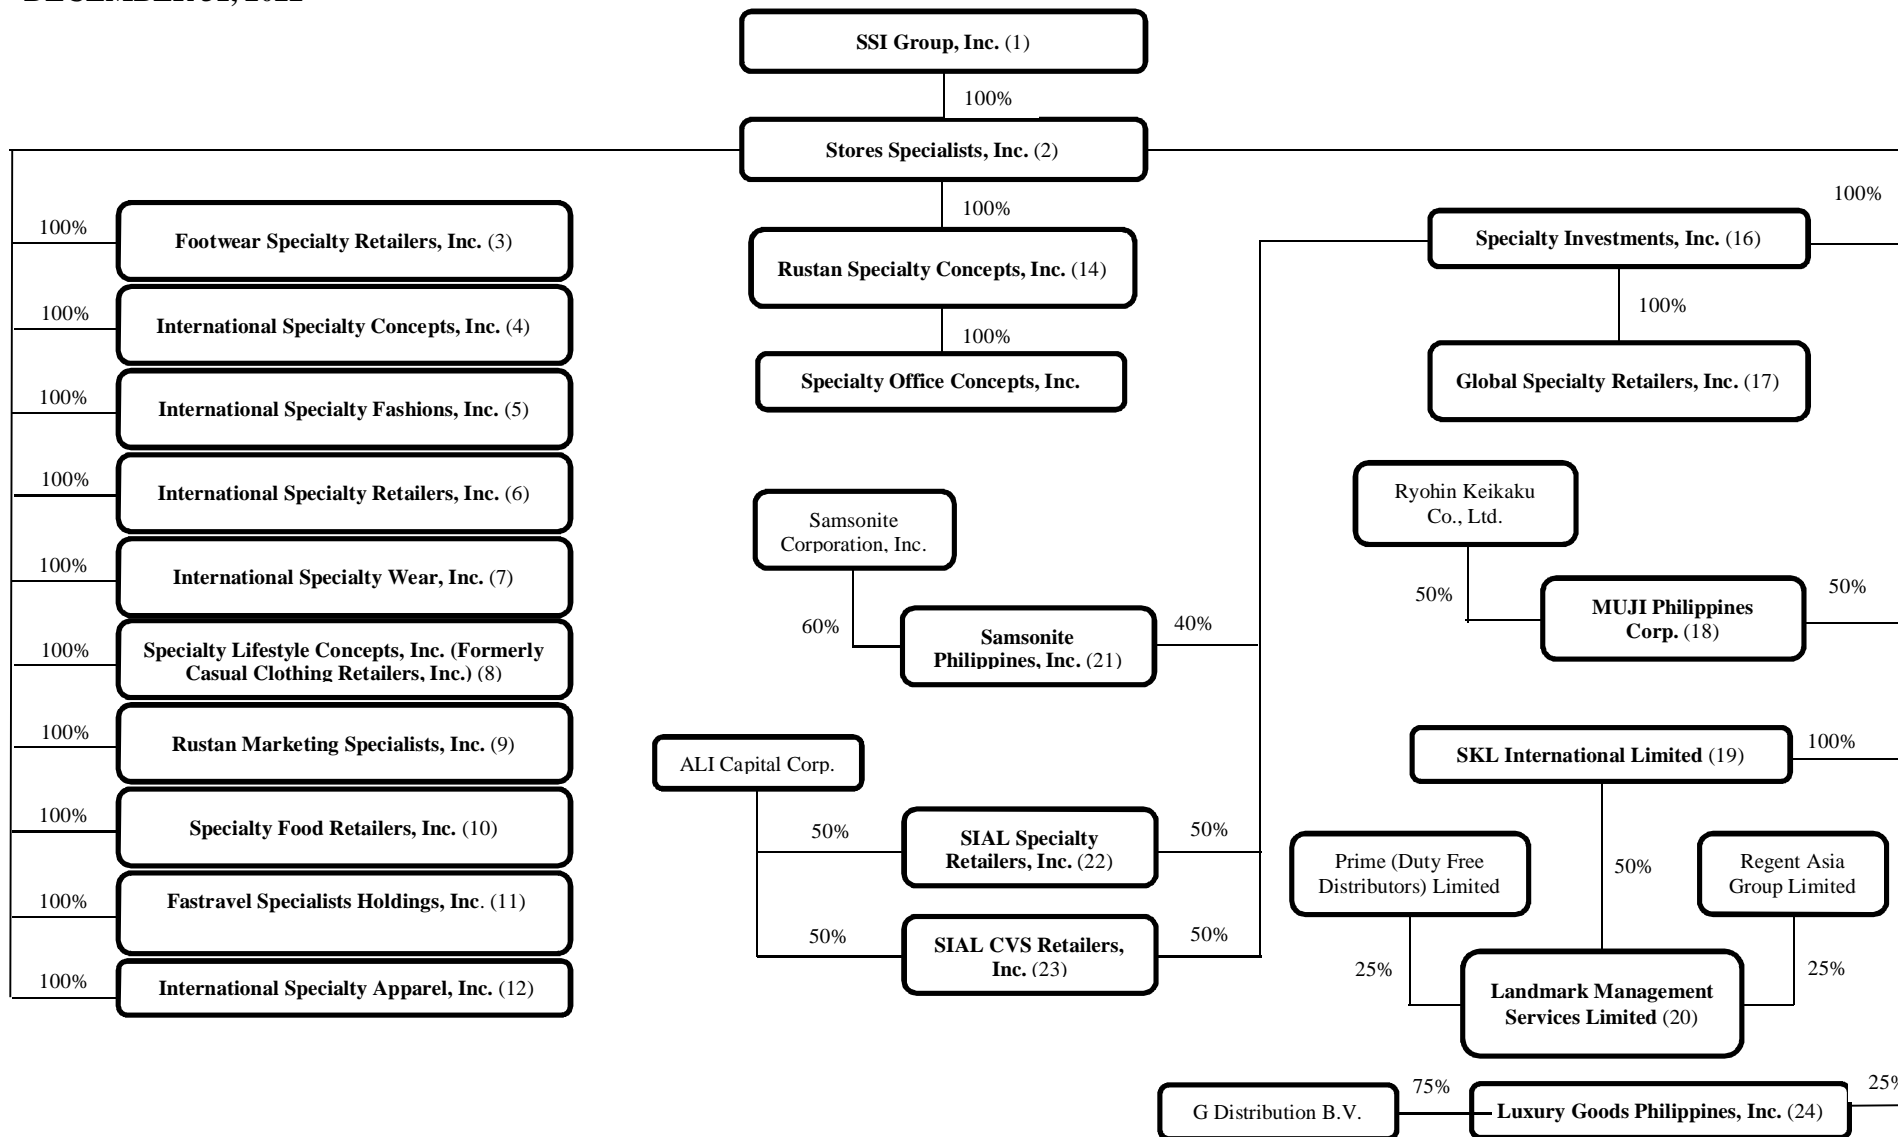 SSI Group, Inc. (1)
100%
Stores Specialists, Inc. (2)
100%
Footwear Specialty Retailers, Inc. (3)
100%
International Specialty Concepts, Inc. (4)
100%
International Specialty Fashions, Inc. (5)
100%
International Specialty Retailers, Inc. (6)
100%
International Specialty Wear, Inc. (7)
100%
Specialty Lifestyle Concepts, Inc. (Formerly
Casual Clothing Retailers, Inc.) (8)
100%
Rustan Marketing Specialists, Inc. (9)
100%
Specialty Food Retailers, Inc. (10)
100%
Fastravel Specialists Holdings, Inc. (11)
100%
International Specialty Apparel, Inc. (12)
100%
Rustan Specialty Concepts, Inc. (14)
100%
Specialty Office Concepts, Inc.
Samsonite
Corporation, Inc.
60%
Samsonite
Philippines, Inc. (21)
40%
ALI Capital Corp.
50%
SIAL Specialty
Retailers, Inc. (22)
50%
50%
SIAL CVS Retailers,
Inc. (23)
50%
100%
Specialty Investments, Inc. (16)
100%
Global Specialty Retailers, Inc. (17)
Ryohin Keikaku
Co., Ltd.
50%
MUJI Philippines
Corp. (18)
50%
SKL International Limited (19)
100%
Prime (Duty Free
Distributors) Limited
50%
Regent Asia
Group Limited
25%
25%
Landmark Management
Services Limited (20)
G Distribution B.V.
75%
Luxury Goods Philippines, Inc. (24)
25%